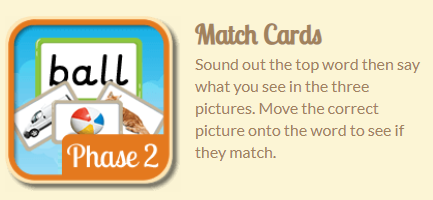 ball
Phase 2
Match Cards
Sound out the top word then say
what you see in the three
pictures. Move the correct
picture onto the word to see if
they match.